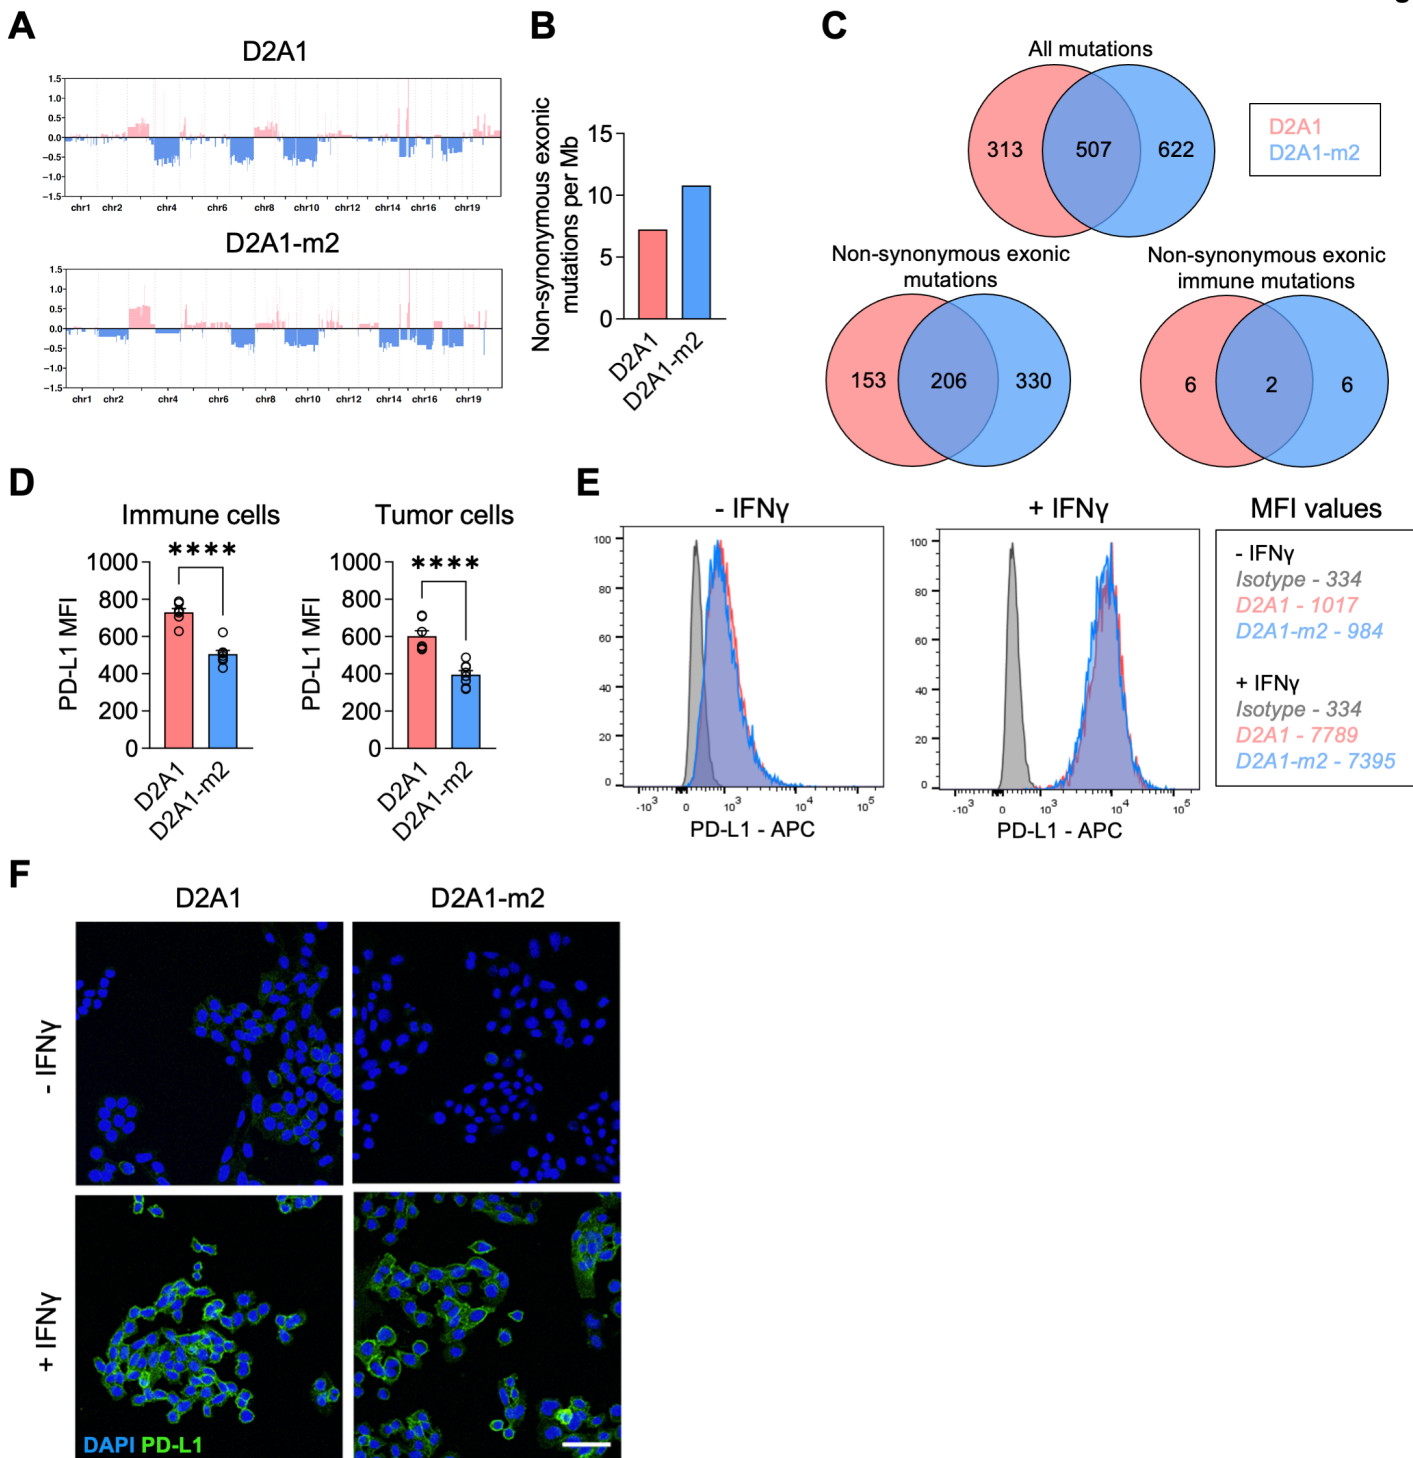 A
D2A1
1.5
1.0
0.5
0.0
−0.5
−1.0
−1.5
chr1 chr2 chr4 chr6 chr8 chr10 chr12 chr14 chr16 chr19
D2A1-m2
1.5
1.0
0.5
0.0
−0.5
−1.0
−1.5
chr1 chr2 chr4 chr6 chr8 chr10 chr12 chr14 chr16 chr19
B
Non-synonymous exonic
mutations per Mb
15
10
5
0
D2A1
D2A1-m2
C
All mutations
313 507 622
D2A1
D2A1-m2
Non-synonymous exonic
mutations
153 206 330
Non-synonymous exonic
immune mutations
6 2 6
D
Immune cells
****
PD-L1 MFI
1000
800
600
400
200
0
D2A1
D2A1-m2
Tumor cells
****
PD-L1 MFI
1000
800
600
400
200
0
D2A1
D2A1-m2
E
- IFNγ
100
80
60
40
20
0
-10³ 0 10³ 10⁴ 10⁵
PD-L1 - APC
+ IFNγ
100
80
60
40
20
0
-10³ 0 10³ 10⁴ 10⁵
PD-L1 - APC
MFI values
- IFNγ
Isotype - 334
D2A1 - 1017
D2A1-m2 - 984
+ IFNγ
Isotype - 334
D2A1 - 7789
D2A1-m2 - 7395
F
D2A1 D2A1-m2
- IFNγ
+ IFNγ
DAPI PD-L1